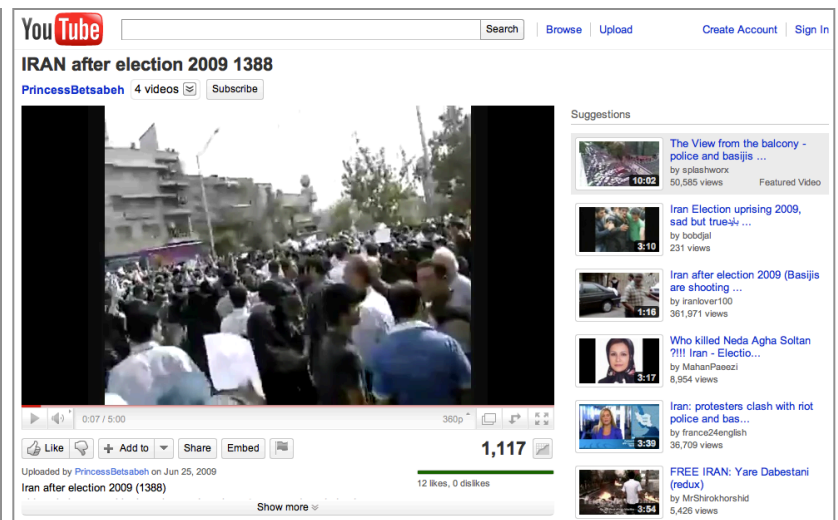 YouTube
Search
Browse
Upload
Create Account
Sign In
IRAN after election 2009 1388
PrincessBetsabeh
4 videos
Subscribe
0:07 / 5:00
360p
Like
+ Add to
Share
Embed
1,117
Uploaded by PrincessBetsabeh on Jun 25, 2009
12 likes, 0 dislikes
Iran after election 2009 (1388)
Show more
Suggestions
10:02
The View from the balcony -
police and basijis ...
by splashworx
50,585 views
Featured Video
3:10
Iran Election uprising 2009,
sad but true ...
by bobdjal
231 views
1:16
Iran after election 2009 (Basijis
are shooting ...
by iranlover100
361,971 views
3:17
Who killed Neda Agha Soltan
?!!! Iran - Electio...
by MahanPaeezi
8,954 views
3:39
Iran: protesters clash with riot
police and bas...
by france24english
36,709 views
3:54
FREE IRAN: Yare Dabestani
(redux)
by MrShirokhorshid
5,426 views